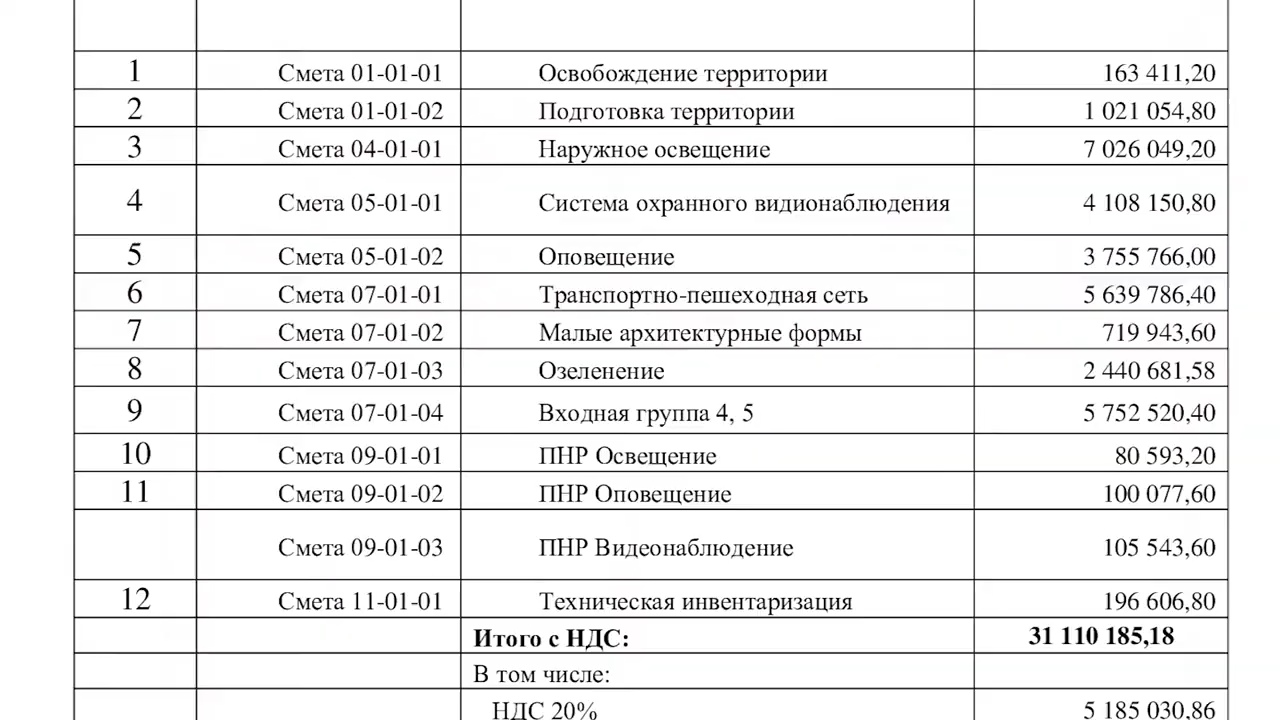 1 Смета 01-01-01 Освобождение территории 163 411,20
2 Смета 01-01-02 Подготовка территории 1 021 054,80
3 Смета 04-01-01 Наружное освещение 7 026 049,20
4 Смета 05-01-01 Система охранного видионаблюдения 4 108 150,80
5 Смета 05-01-02 Оповещение 3 755 766,00
6 Смета 07-01-01 Транспортно-пешеходная сеть 5 639 786,40
7 Смета 07-01-02 Малые архитектурные формы 719 943,60
8 Смета 07-01-03 Озеленение 2 440 681,58
9 Смета 07-01-04 Входная группа 4, 5 5 752 520,40
10 Смета 09-01-01 ПНР Освещение 80 593,20
11 Смета 09-01-02 ПНР Оповещение 100 077,60
Смета 09-01-03 ПНР Видеонаблюдение 105 543,60
12 Смета 11-01-01 Техническая инвентаризация 196 606,80
Итого с НДС: 31 110 185,18
В том числе:
НДС 20% 5 185 030,86